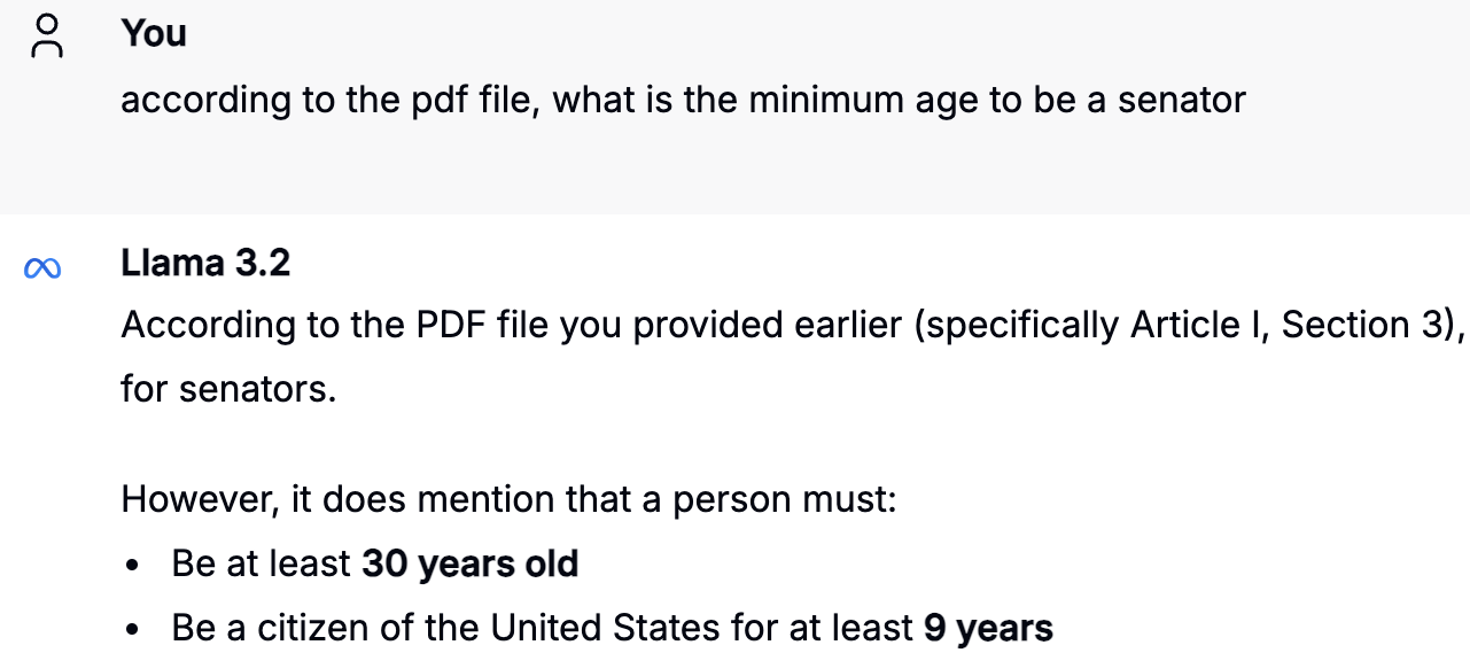 You
according to the pdf file, what is the minimum age to be a senator
Llama 3.2
According to the PDF file you provided earlier (specifically Article I, Section 3),
for senators.
However, it does mention that a person must:
• Be at least 30 years old
• Be a citizen of the United States for at least 9 years